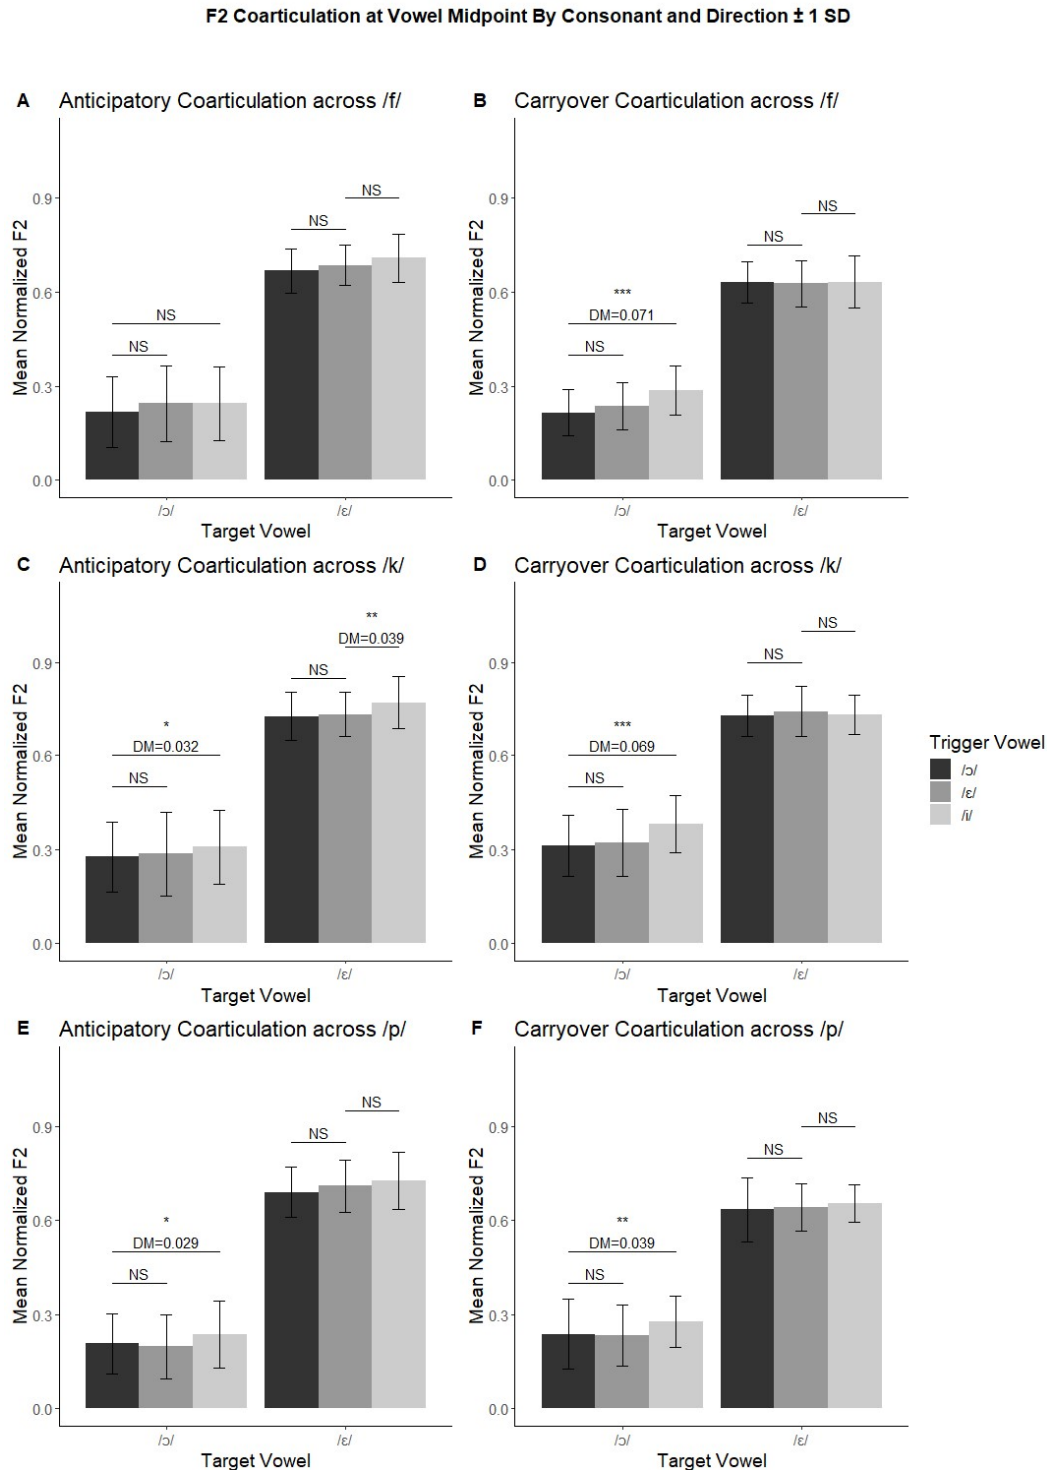 F2 Coarticulation at Vowel Midpoint By Consonant and Direction ± 1 SD
A Anticipatory Coarticulation across /f/
Mean Normalized F2
0.9
0.6
0.3
0.0
NS
NS
NS
NS
/ɔ/ /ɛ/
Target Vowel
B Carryover Coarticulation across /f/
Mean Normalized F2
0.9
0.6
0.3
0.0
NS
NS
***
DM=0.071
NS
/ɔ/ /ɛ/
Target Vowel
C Anticipatory Coarticulation across /k/
Mean Normalized F2
0.9
0.6
0.3
0.0
**
DM=0.039
NS
*
DM=0.032
NS
/ɔ/ /ɛ/
Target Vowel
D Carryover Coarticulation across /k/
Mean Normalized F2
0.9
0.6
0.3
0.0
NS
NS
***
DM=0.069
NS
/ɔ/ /ɛ/
Target Vowel
Trigger Vowel
/ɔ/
/ɛ/
/i/
E Anticipatory Coarticulation across /p/
Mean Normalized F2
0.9
0.6
0.3
0.0
NS
NS
*
DM=0.029
NS
/ɔ/ /ɛ/
Target Vowel
F Carryover Coarticulation across /p/
Mean Normalized F2
0.9
0.6
0.3
0.0
NS
NS
**
DM=0.039
NS
/ɔ/ /ɛ/
Target Vowel